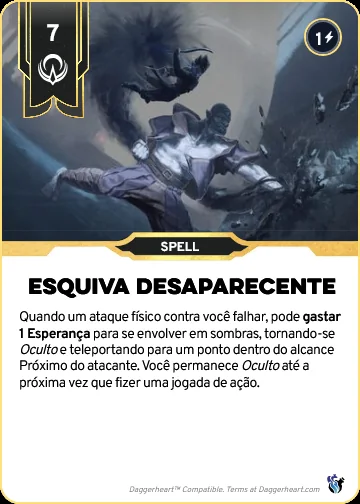 7
1
SPELL
ESQUIVA DESAPARECENTE
Quando um ataque físico contra você falhar, pode gastar
1 Esperança para se envolver em sombras, tornando-se
Oculto e teleportando para um ponto dentro do alcance
Próximo do atacante. Você permanece Oculto até a
próxima vez que fizer uma jogada de ação.
Daggerheart™ Compatible. Terms at Daggerheart.com